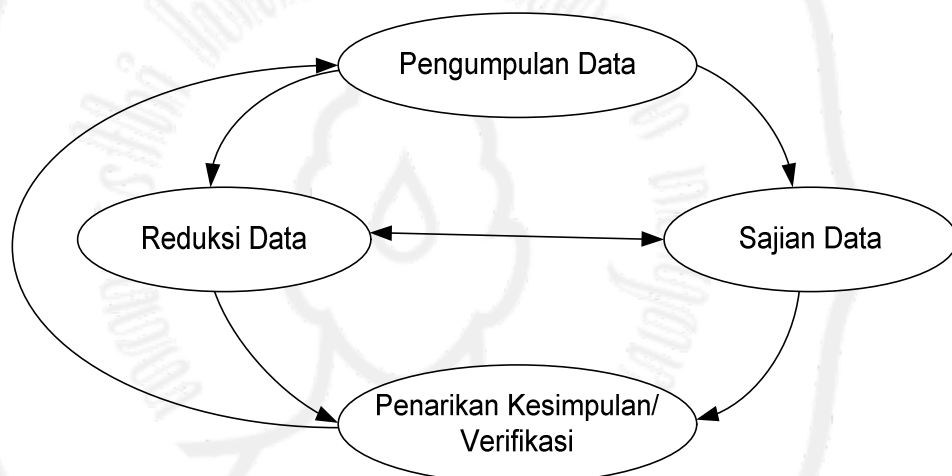 Pengumpulan Data
Reduksi Data
Sajian Data
Penarikan Kesimpulan/
Verifikasi